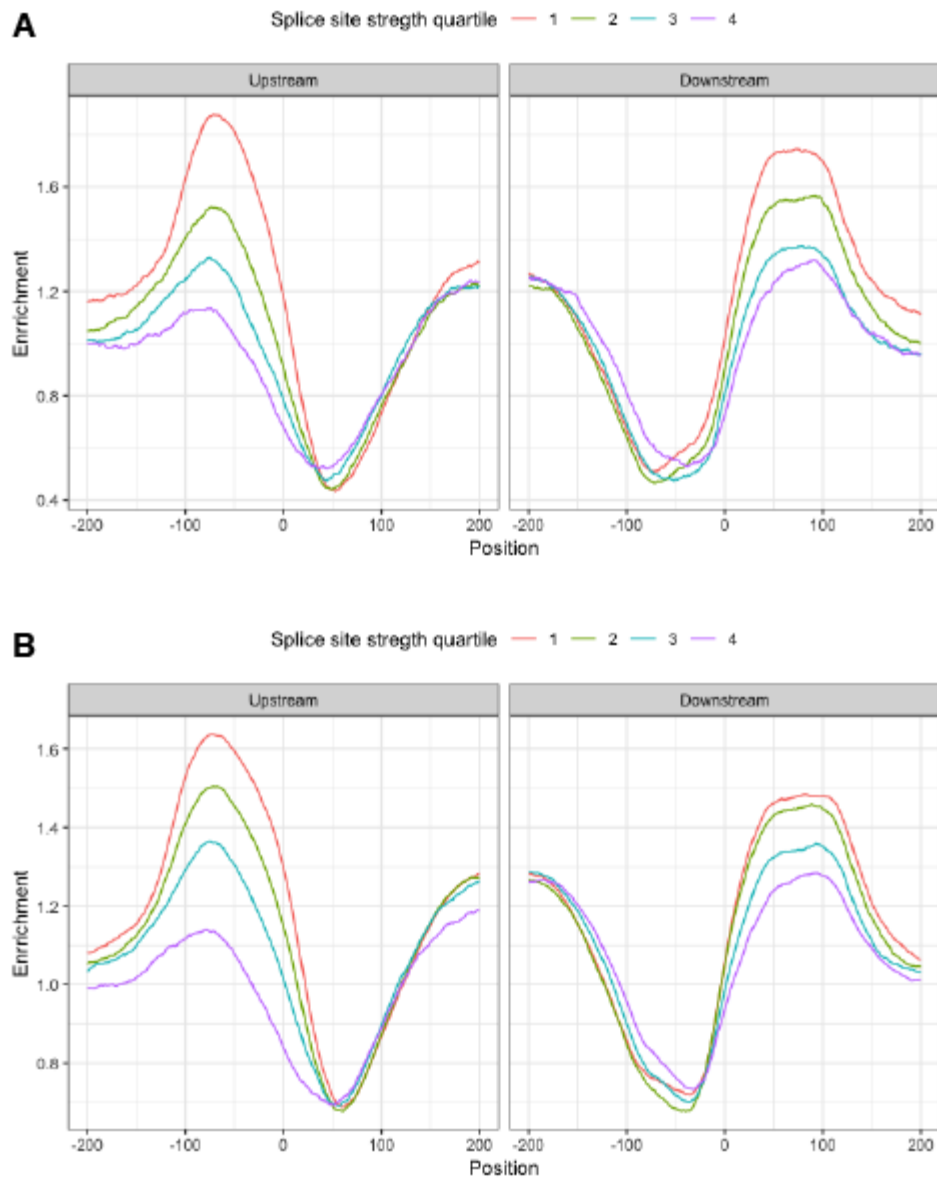 A
Splice site stregth quartile 1 2 3 4
Upstream Downstream
1.6
1.2
0.8
0.4
Enrrichment
-200 -100 0 100 200 -200 -100 0 100 200
Position
B
Splice site stregth quartile 1 2 3 4
Upstream Downstream
1.6
1.4
1.2
1.0
0.8
Enrrichment
-200 -100 0 100 200 -200 -100 0 100 200
Position